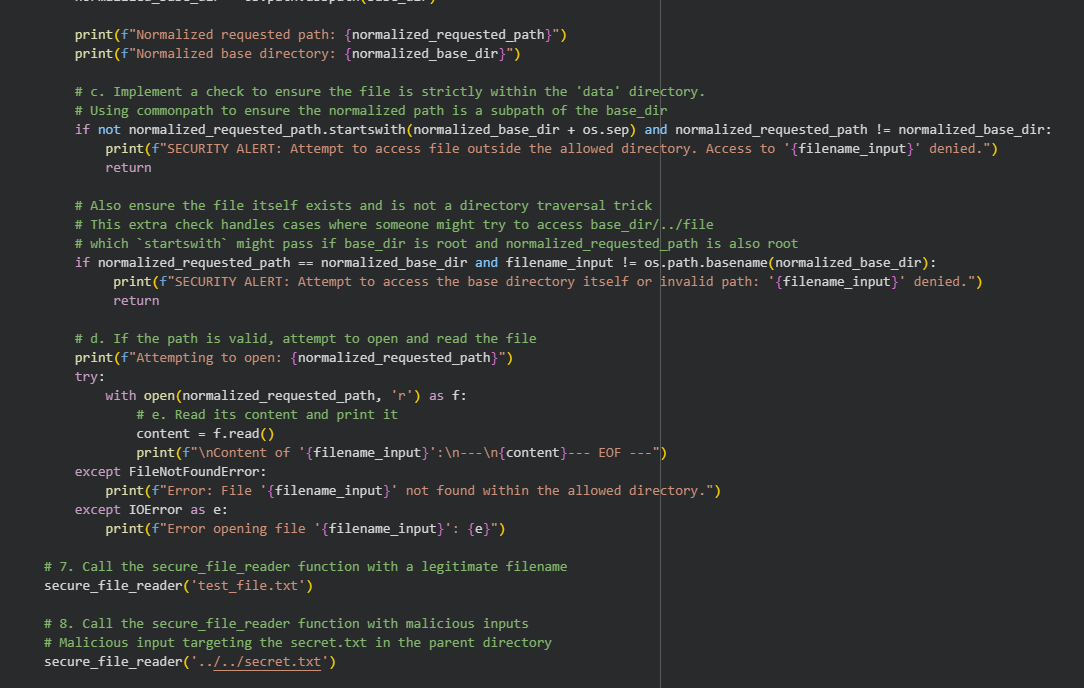 print(f"Normalized requested path: {normalized_requested_path}")
    print(f"Normalized base directory: {normalized_base_dir}")

    # c. Implement a check to ensure the file is strictly within the 'data' directory.
    # Using commonpath to ensure the normalized path is a subpath of the base_dir
    if not normalized_requested_path.startswith(normalized_base_dir + os.sep) and normalized_requested_path != normalized_base_dir:
        print(f"SECURITY ALERT: Attempt to access file outside the allowed directory. Access to '{filename_input}' denied.")
        return

    # Also ensure the file itself exists and is not a directory traversal trick
    # This extra check handles cases where someone might try to access base_dir/../file
    # which `startswith` might pass if base_dir is root and normalized_requested_path is also root
    if normalized_requested_path == normalized_base_dir and filename_input != os.path.basename(normalized_base_dir):
         print(f"SECURITY ALERT: Attempt to access the base directory itself or invalid path: '{filename_input}' denied.")
         return

    # d. If the path is valid, attempt to open and read the file
    print(f"Attempting to open: {normalized_requested_path}")
    try:
        with open(normalized_requested_path, 'r') as f:
            # e. Read its content and print it
            content = f.read()
            print(f"\nContent of '{filename_input}':\n---\n{content}--- EOF ---")
    except FileNotFoundError:
        print(f"Error: File '{filename_input}' not found within the allowed directory.")
    except IOError as e:
        print(f"Error opening file '{filename_input}': {e}")

# 7. Call the secure_file_reader function with a legitimate filename
secure_file_reader('test_file.txt')

# 8. Call the secure_file_reader function with malicious inputs
# Malicious input targeting the secret.txt in the parent directory
secure_file_reader('../../secret.txt')